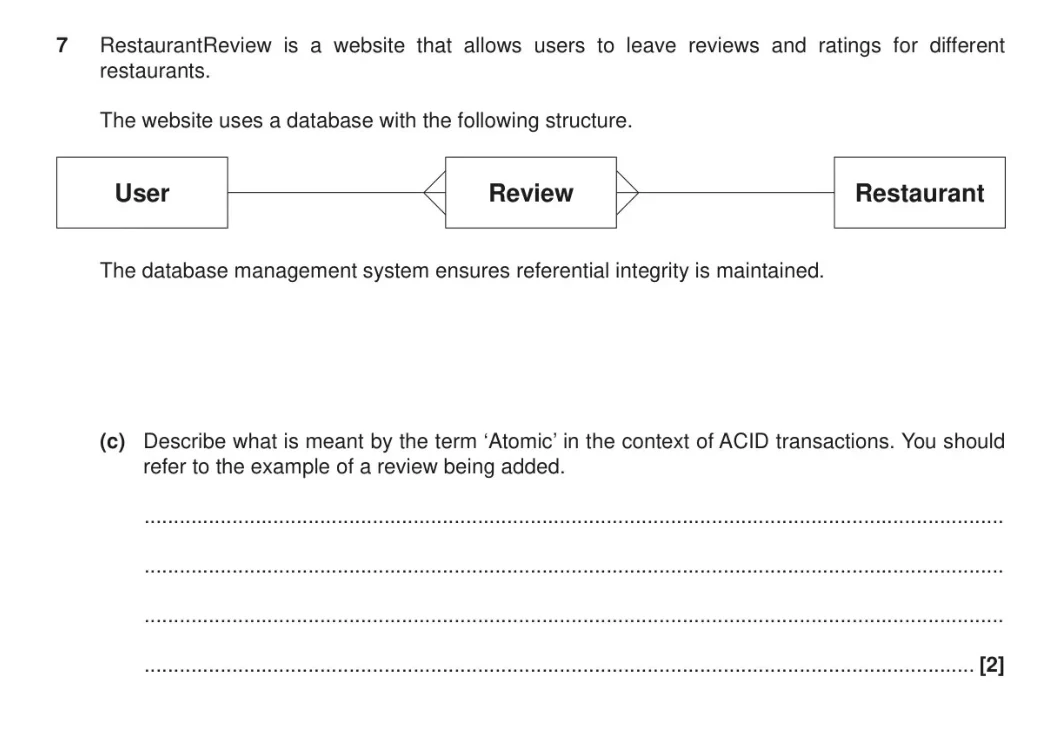 7 RestaurantReview is a website that allows users to leave reviews and ratings for different
restaurants.
The website uses a database with the following structure.
User Review Restaurant
The database management system ensures referential integrity is maintained.
(c) Describe what is meant by the term ‘Atomic’ in the context of ACID transactions. You should
refer to the example of a review being added.
[2]